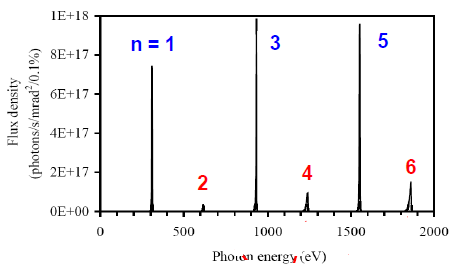 Flux density
(photons/s/mrad²/0.1%)
1E+18
8E+17
6E+17
4E+17
2E+17
0E+00
n = 1
2
3
4
5
6
0
500
1000
1500
2000
Photon energy (eV)